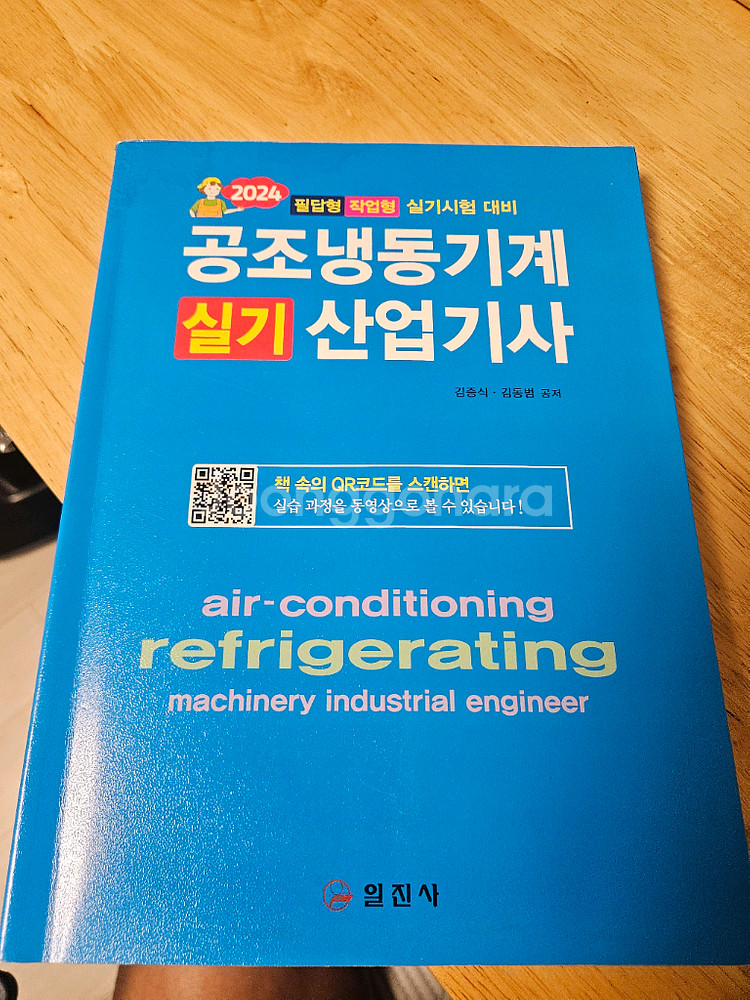 2024 필답형 작업형 실기시험 대비
공조냉동기계
실기 산업기사
김증식 · 김동범 공저
책 속의 QR코드를 스캔하면
실습 과정을 동영상으로 볼 수 있습니다!
air-conditioning
refrigerating
machinery industrial engineer
일진사